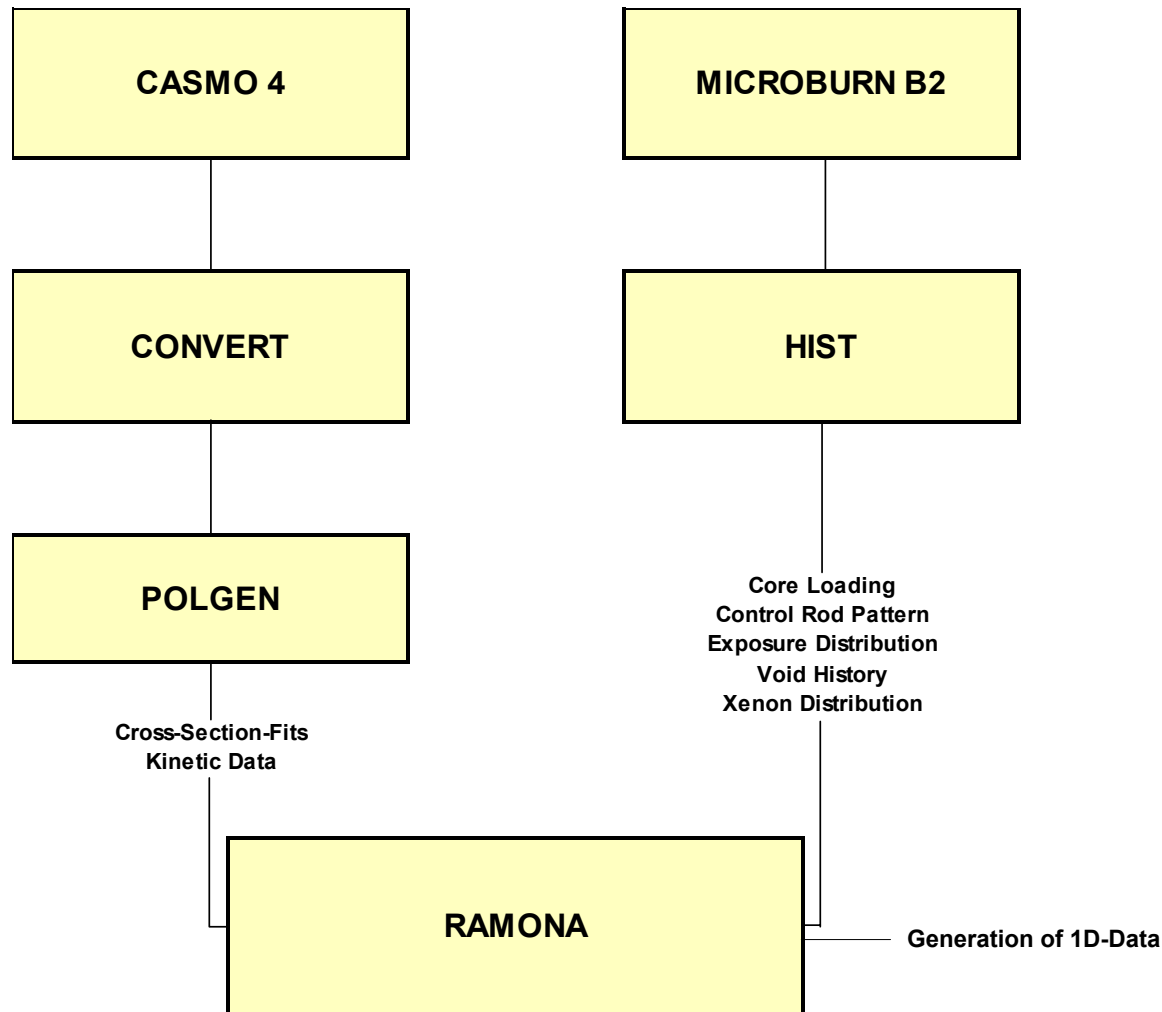 CASMO 4
MICROBURN B2
CONVERT
HIST
POLGEN
Core Loading
Control Rod Pattern
Exposure Distribution
Void History
Xenon Distribution
Cross-Section-Fits
Kinetic Data
RAMONA
Generation of 1D-Data